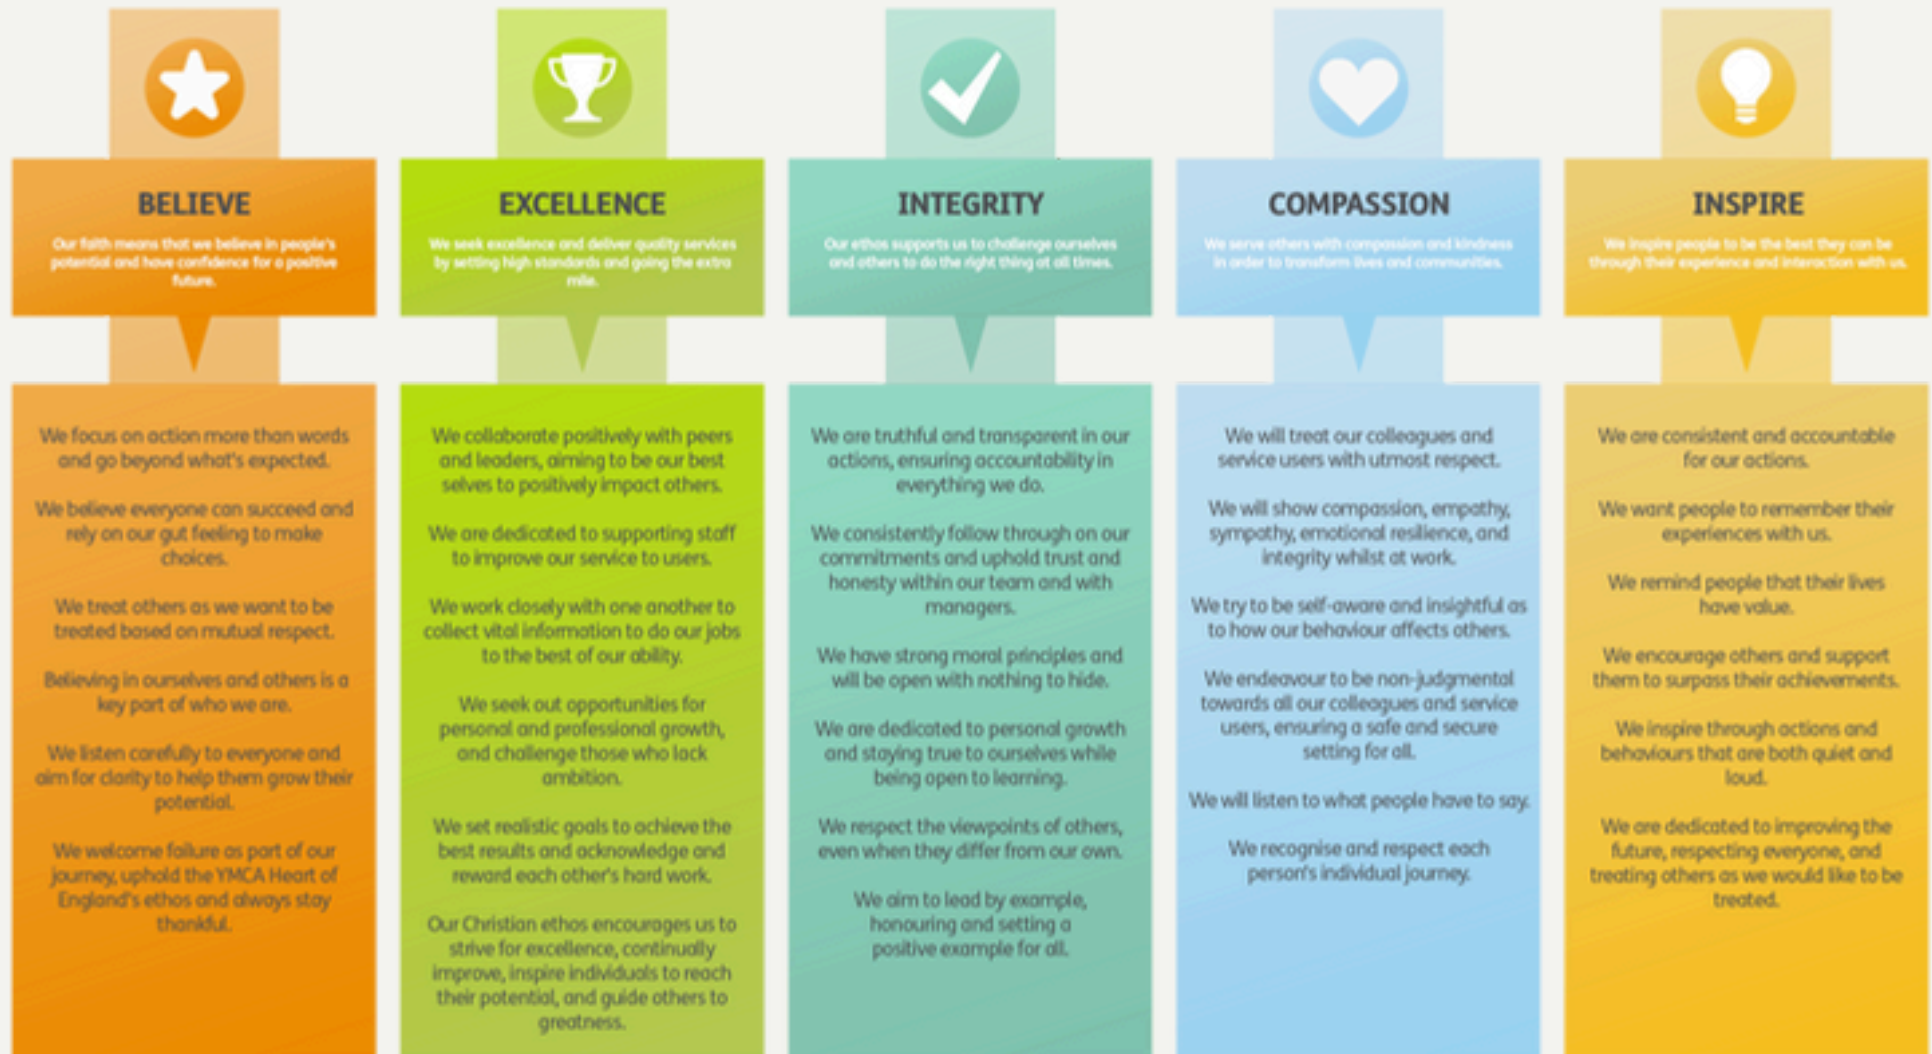 BELIEVE
Our faith means that we believe in people's
potential and have confidence for a positive
future.
We focus on action more than words
and go beyond what's expected.
We believe everyone can succeed and
rely on our gut feeling to make
choices.
We treat others as we want to be
treated based on mutual respect.
Believing in ourselves and others is a
key part of who we are.
We listen carefully to everyone and
aim for clarity to help them grow their
potential.
We welcome failure as part of our
journey, uphold the YMCA Heart of
England's ethos and always stay
thankful.
EXCELLENCE
We seek excellence and deliver quality services
by setting high standards and going the extra
mile.
We collaborate positively with peers
and leaders, aiming to be our best
selves to positively impact others.
We are dedicated to supporting staff
to improve our service to users.
We work closely with one another to
collect vital information to do our jobs
to the best of our ability.
We seek out opportunities for
personal and professional growth,
and challenge those who lack
ambition.
We set realistic goals to achieve the
best results and acknowledge and
reward each other's hard work.
Our Christian ethos encourages us to
strive for excellence, continually
improve, inspire individuals to reach
their potential, and guide others to
greatness.
INTEGRITY
Our ethos supports us to challenge ourselves
and others to do the right thing at all times.
We are truthful and transparent in our
actions, ensuring accountability in
everything we do.
We consistently follow through on our
commitments and uphold trust and
honesty within our team and with
managers.
We have strong moral principles and
will be open with nothing to hide.
We are dedicated to personal growth
and staying true to ourselves while
being open to learning.
We respect the viewpoints of others,
even when they differ from our own.
We aim to lead by example,
honouring and setting a
positive example for all.
COMPASSION
We serve others with compassion and kindness
in order to transform lives and communities.
We will treat our colleagues and
service users with utmost respect.
We will show compassion, empathy,
sympathy, emotional resilience, and
integrity whilst at work.
We try to be self-aware and insightful as
to how our behaviour affects others.
We endeavour to be non-judgmental
towards all our colleagues and service
users, ensuring a safe and secure
setting for all.
We will listen to what people have to say.
We recognise and respect each
person's individual journey.
INSPIRE
We inspire people to be the best they can be
through their experience and interaction with us.
We are consistent and accountable
for our actions.
We want people to remember their
experiences with us.
We remind people that their lives
have value.
We encourage others and support
them to surpass their achievements.
We inspire through actions and
behaviours that are both quiet and
loud.
We are dedicated to improving the
future, respecting everyone, and
treating others as we would like to be
treated.